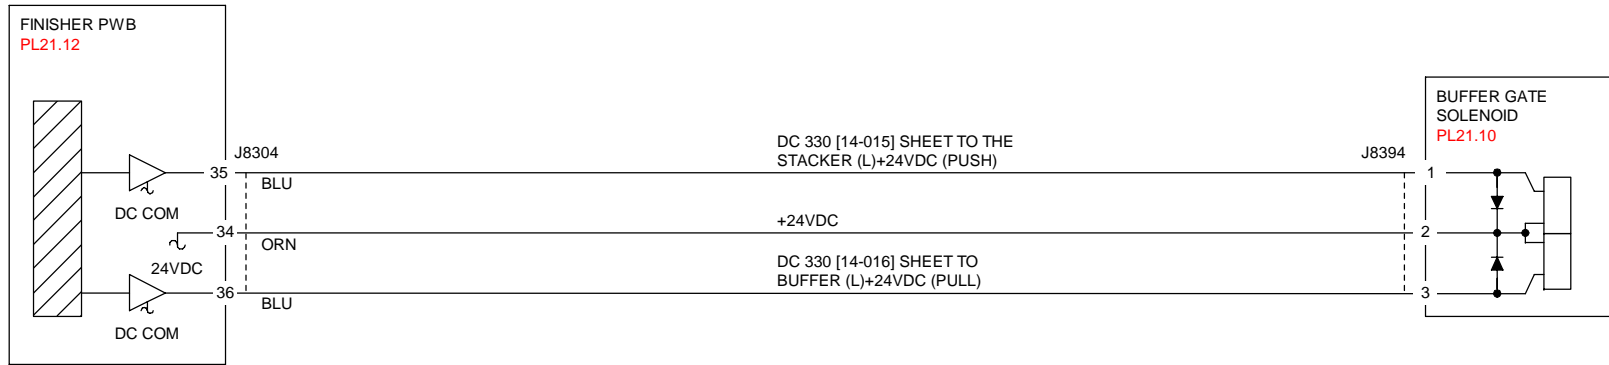 FINISHER PWB
PL21.12
BUFFER GATE
SOLENOID
PL21.10
DC 330 [14-015] SHEET TO THE
STACKER (L)+24VDC (PUSH)
J8304
J8394
35
BLU
1
DC COM
+24VDC
34
ORN
2
24VDC
DC 330 [14-016] SHEET TO
BUFFER (L)+24VDC (PULL)
36
BLU
3
DC COM